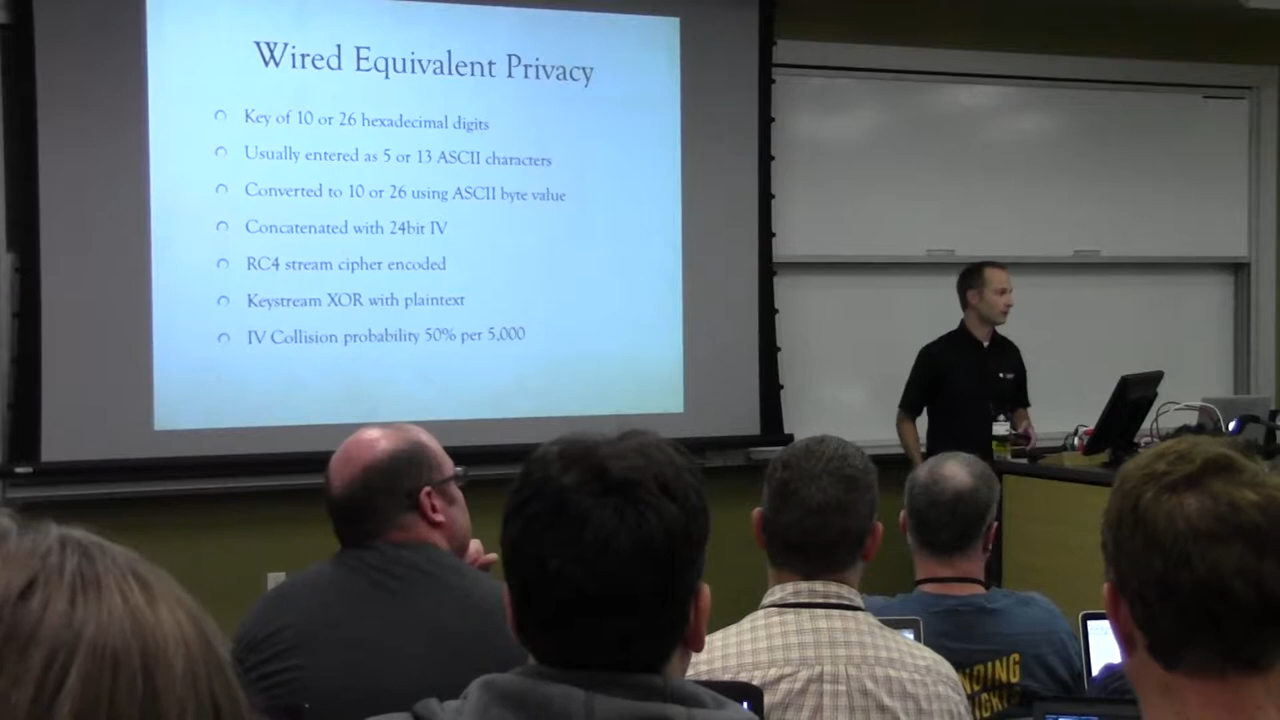 Wired Equivalent Privacy
Key of 10 or 26 hexadecimal digits
Usually entered as 5 or 13 ASCII characters
Converted to 10 or 26 using ASCII byte value
Concatenated with 24bit IV
RC4 stream cipher encoded
Keystream XOR with plaintext
IV Collision probability 50% per 5,000